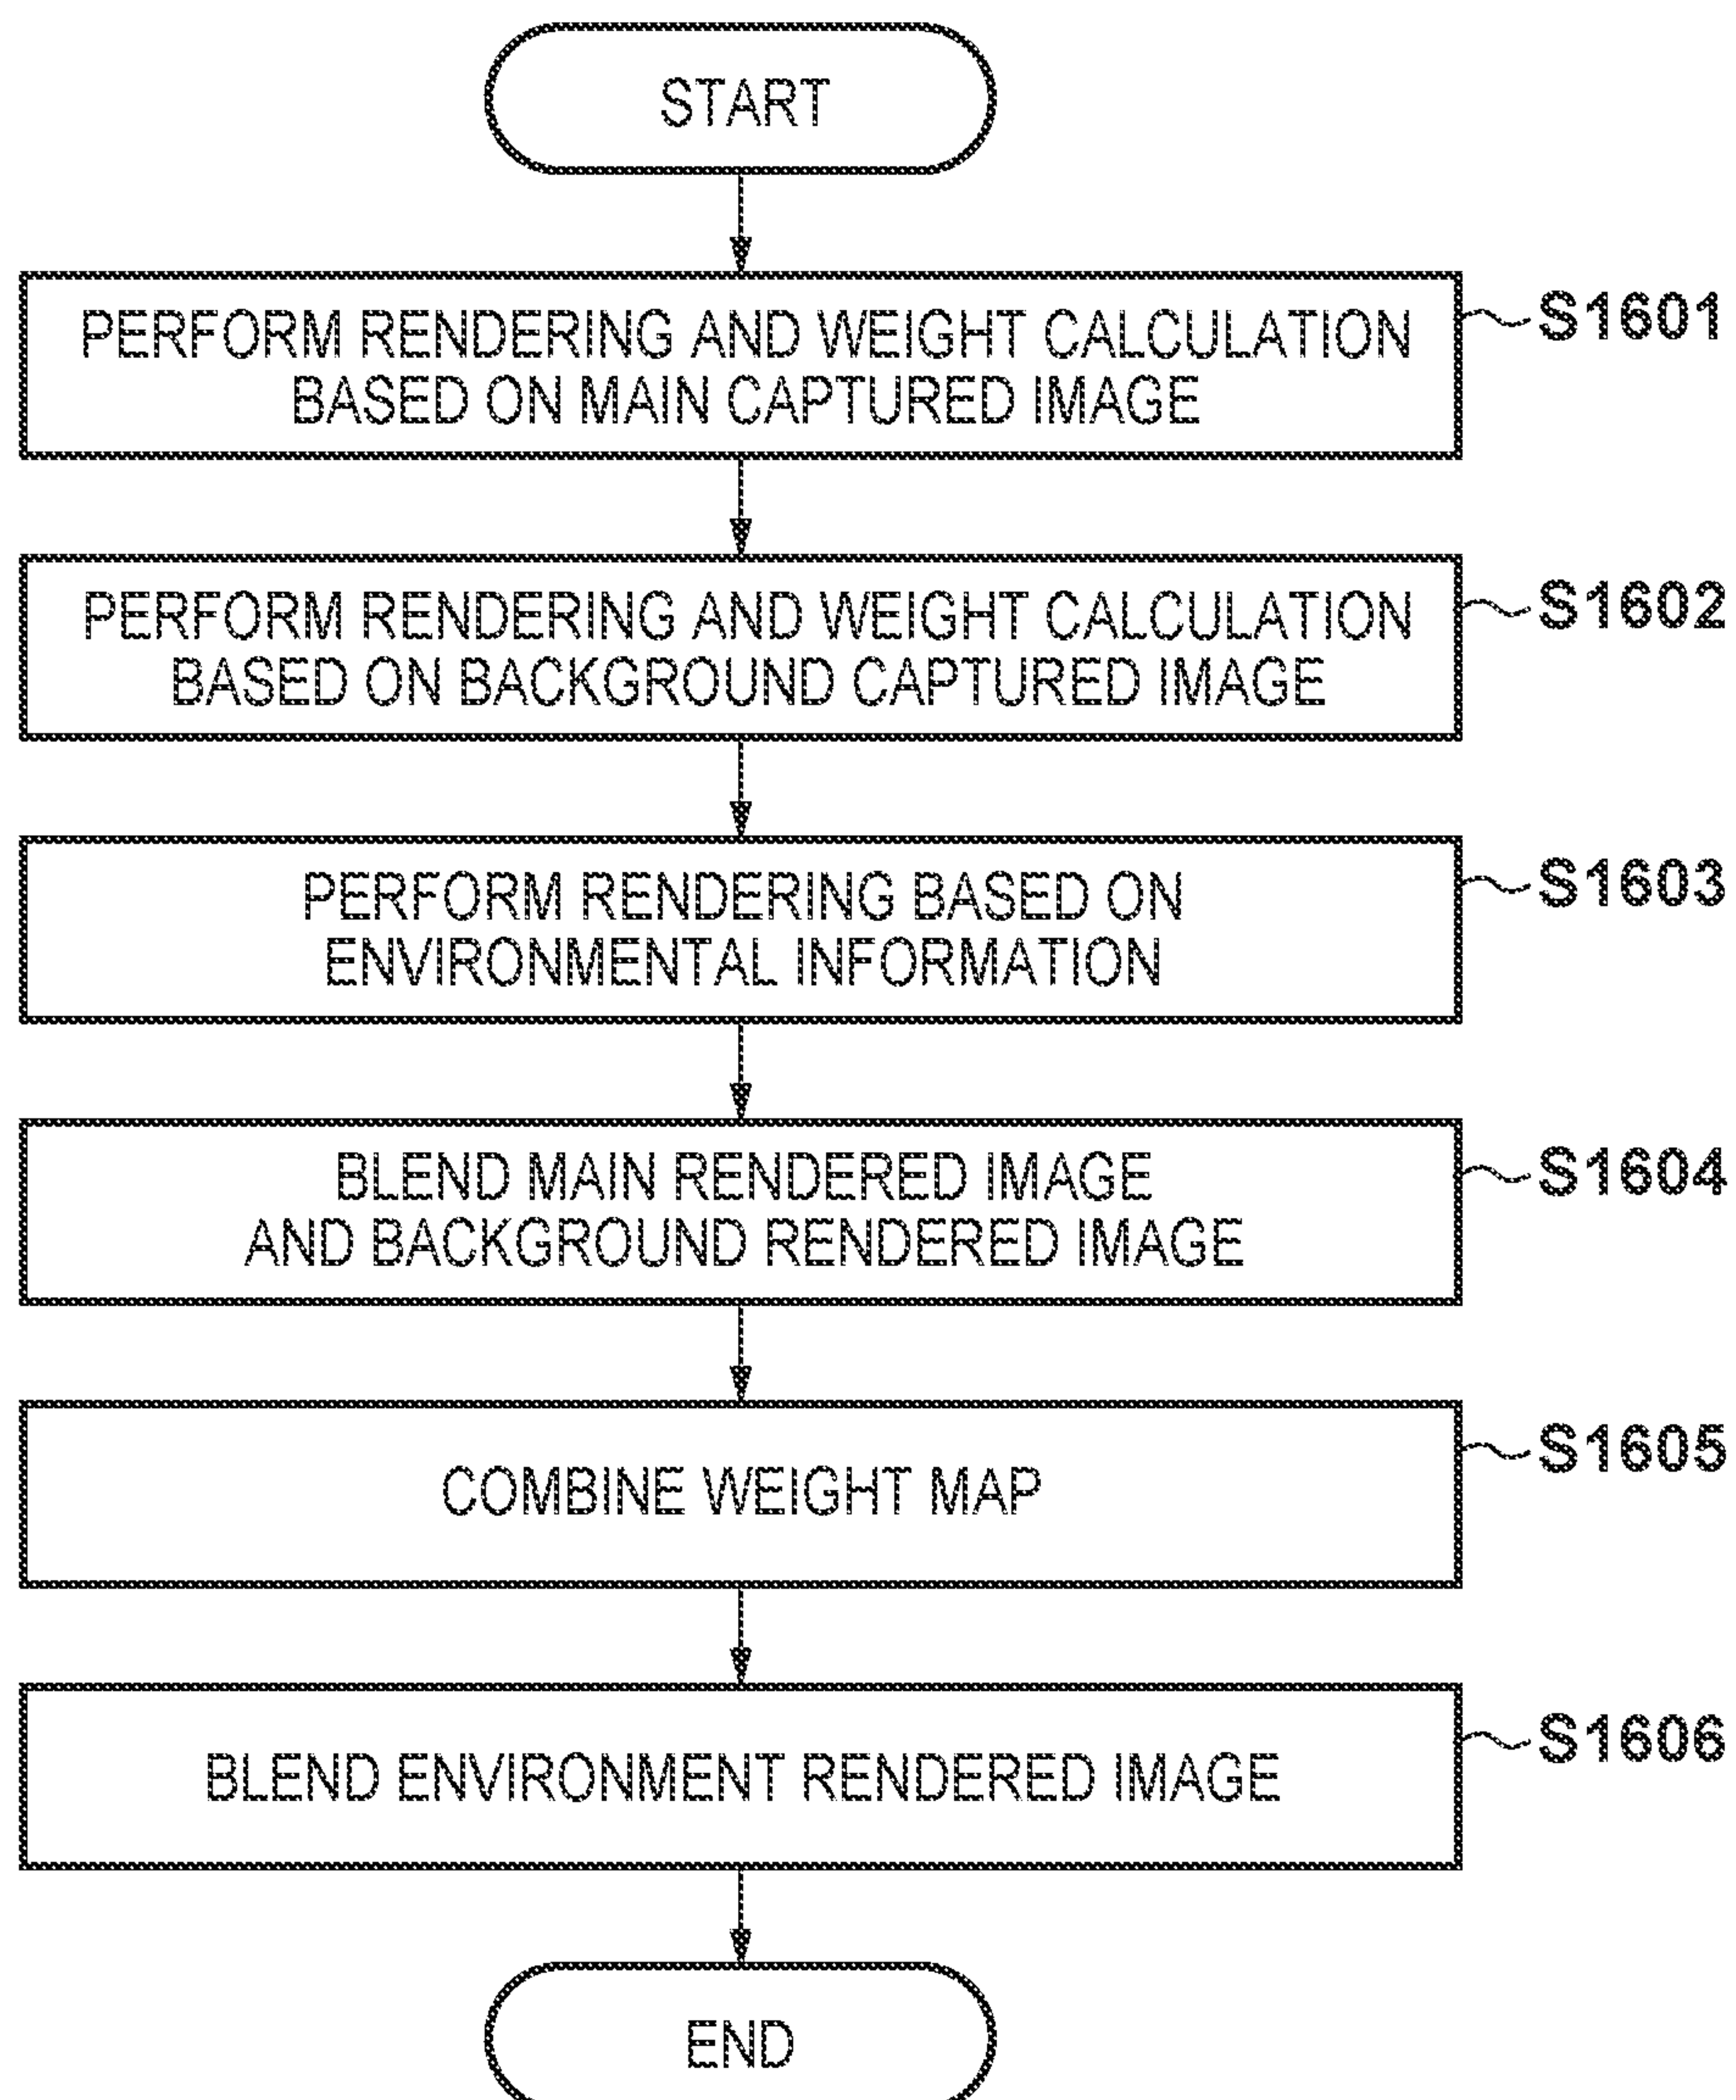 START
PERFORM RENDERING AND WEIGHT CALCULATION
BASED ON MAIN CAPTURED IMAGE
S1601
PERFORM RENDERING AND WEIGHT CALCULATION
BASED ON BACKGROUND CAPTURED IMAGE
S1602
PERFORM RENDERING BASED ON
ENVIRONMENTAL INFORMATION
S1603
BLEND MAIN RENDERED IMAGE
AND BACKGROUND RENDERED IMAGE
S1604
COMBINE WEIGHT MAP
S1605
BLEND ENVIRONMENT RENDERED IMAGE
S1606
END